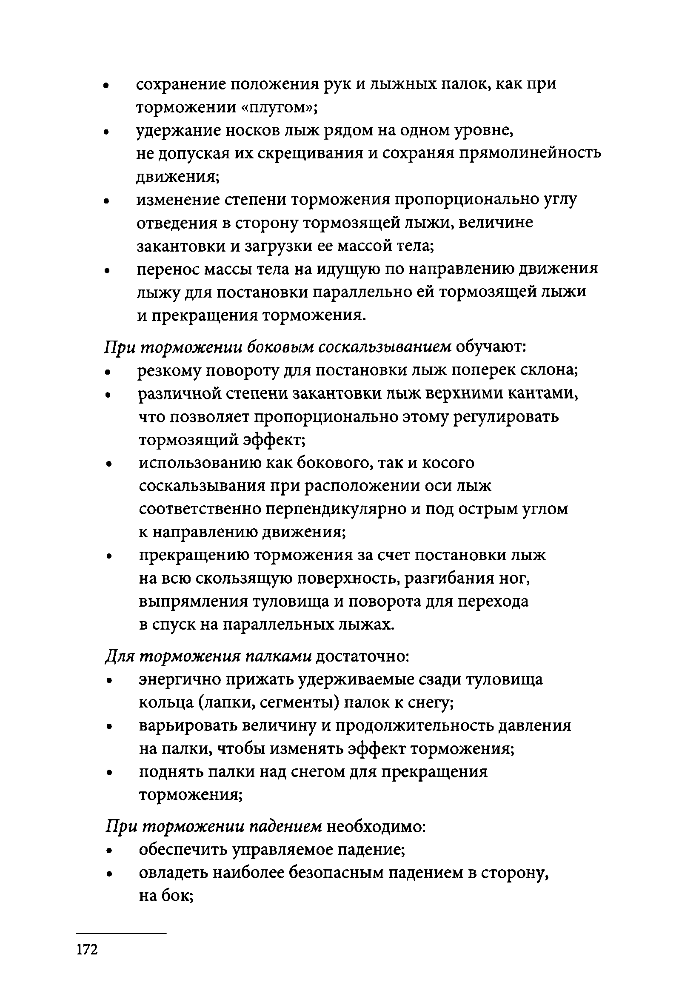 • сохранение положения рук и лыжных палок, как при
торможении «плугом»;
• удержание носков лыж рядом на одном уровне,
не допуская их скрещивания и сохраняя прямолинейность
движения;
• изменение степени торможения пропорционально углу
отведения в сторону тормозящей лыжи, величине
закантовки и загрузки ее массой тела;
• перенос массы тела на идущую по направлению движения
лыжу для постановки параллельно ей тормозящей лыжи
и прекращения торможения.
При торможении боковым соскальзыванием обучают:
• резкому повороту для постановки лыж поперек склона;
• различной степени закантовки лыж верхними кантами,
что позволяет пропорционально этому регулировать
тормозящий эффект;
• использованию как бокового, так и косого
соскальзывания при расположении оси лыж
соответственно перпендикулярно и под острым углом
к направлению движения;
• прекращению торможения за счет постановки лыж
на всю скользящую поверхность, разгибания ног,
выпрямления туловища и поворота для перехода
в спуск на параллельных лыжах.
Для торможения палками достаточно:
• энергично прижать удерживаемые сзади туловища
кольца (лапки, сегменты) палок к снегу;
• варьировать величину и продолжительность давления
на палки, чтобы изменять эффект торможения;
• поднять палки над снегом для прекращения
торможения;
При торможении падением необходимо:
• обеспечить управляемое падение;
• овладеть наиболее безопасным падением в сторону,
на бок;
172